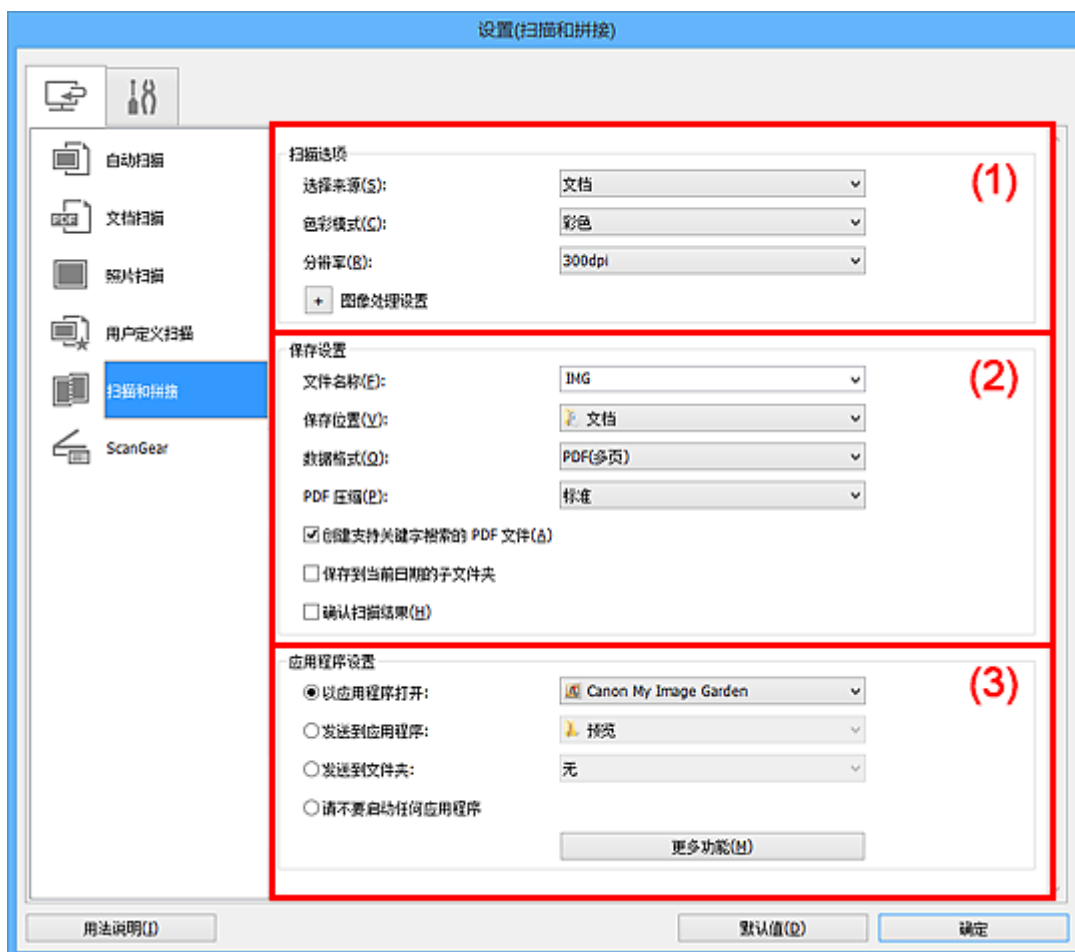 设置(扫描和拼接)
自动扫描
文档扫描
照片扫描
用户定义扫描
扫描和拼接
ScanGear
扫描选项
(1)
选择来源(S): 文档
色彩模式(C): 彩色
分辨率(R): 300dpi
+ 图像处理设置
保存设置
(2)
文件名称(F): IMG
保存位置(V): 文档
数据格式(O): PDF(多页)
PDF 压缩(P): 标准
创建支持关键字搜索的 PDF 文件(A)
保存到当前日期的子文件夹
确认扫描结果(H)
应用程序设置
(3)
以应用程序打开: Canon My Image Garden
发送到应用程序: 预览
发送到文件夹: 无
请不要启动任何应用程序
更多功能(M)
用法说明(I) 默认值(D) 确定